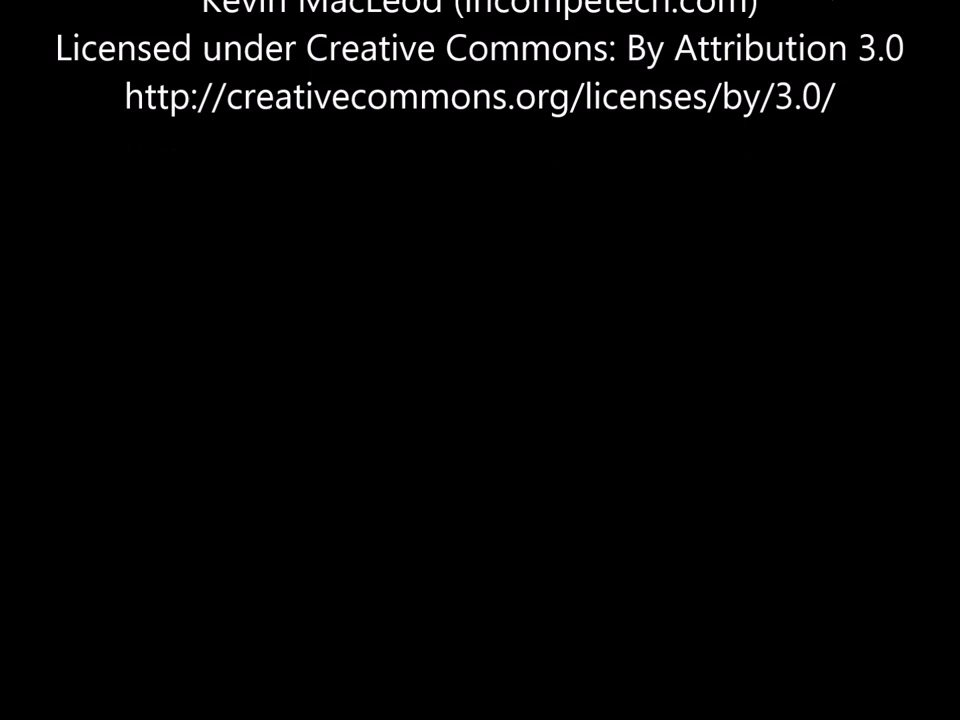 Kevin MacLeod (incompetech.com)
Licensed under Creative Commons: By Attribution 3.0
http://creativecommons.org/licenses/by/3.0/